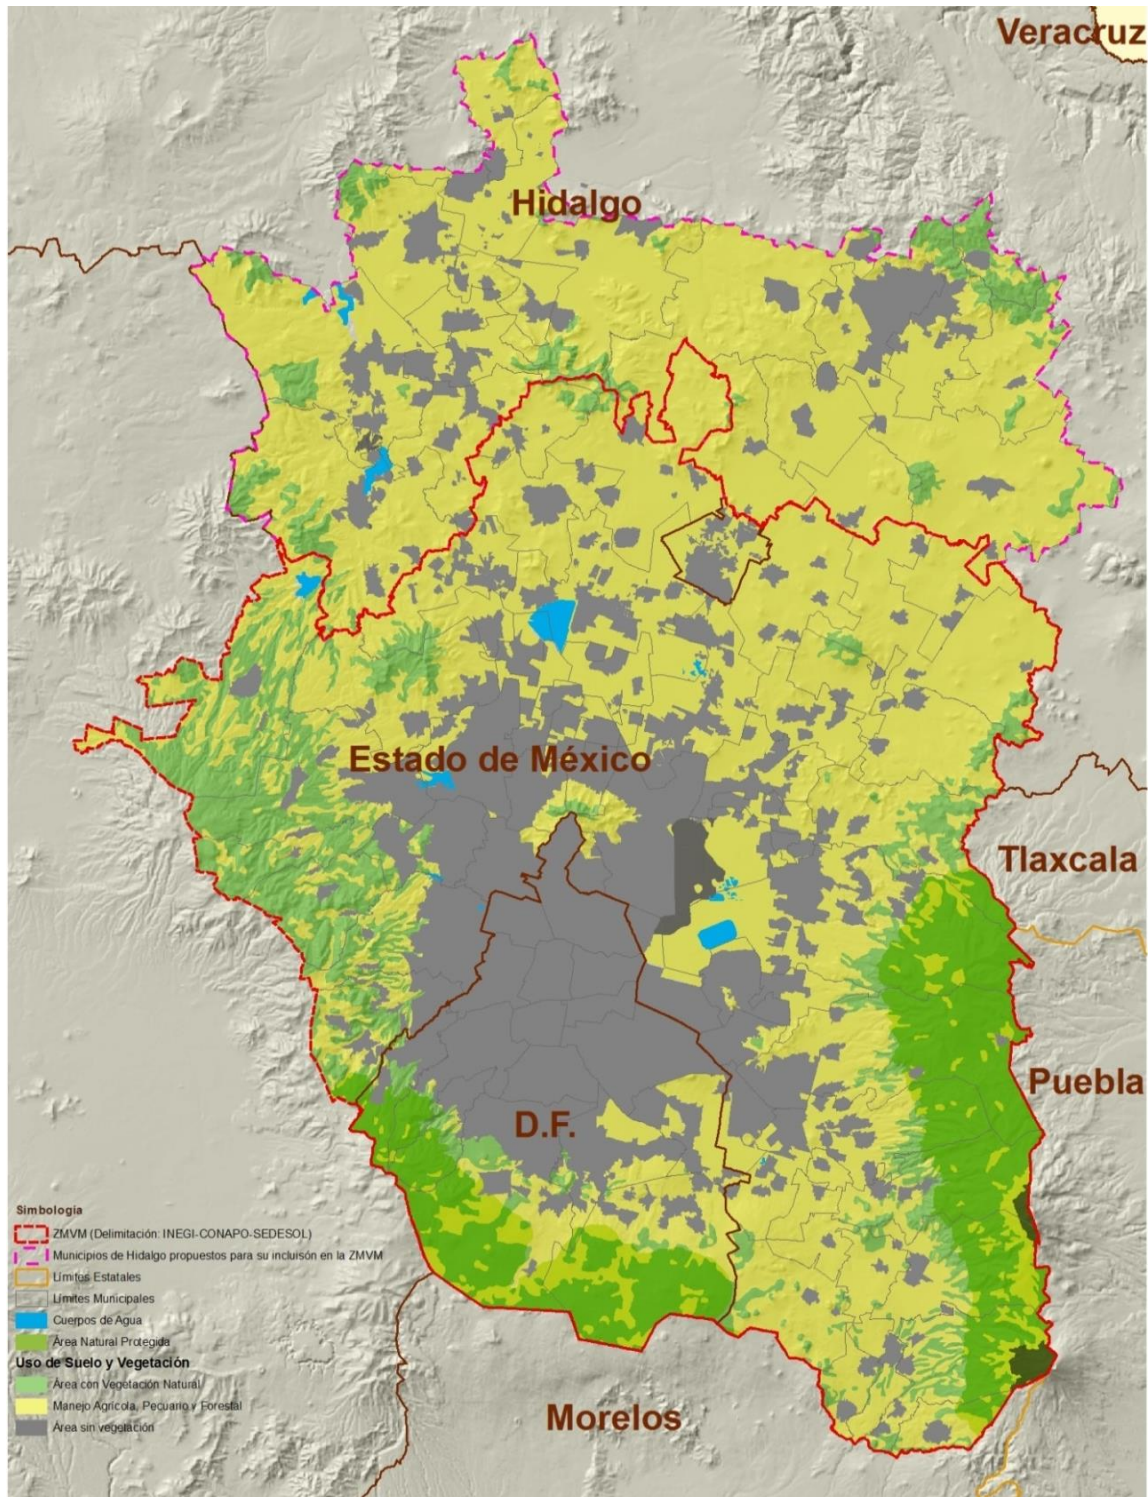 Veracruz
Hidalgo
Estado de México
Tlaxcala
Puebla
D.F.
Morelos
Simbología
ZMVM (Delimitación: INEGI-CONAPO-SEDESOL)
Municipios de Hidalgo propuestos para su inclusisón en la ZMVM
Límites Estatales
Límites Municipales
Cuerpos de Agua
Área Natural Protegida
Uso de Suelo y Vegetación
Área con Vegetación Natural
Manejo Agrícola, Pecuario y Forestal
Área sin vegetación